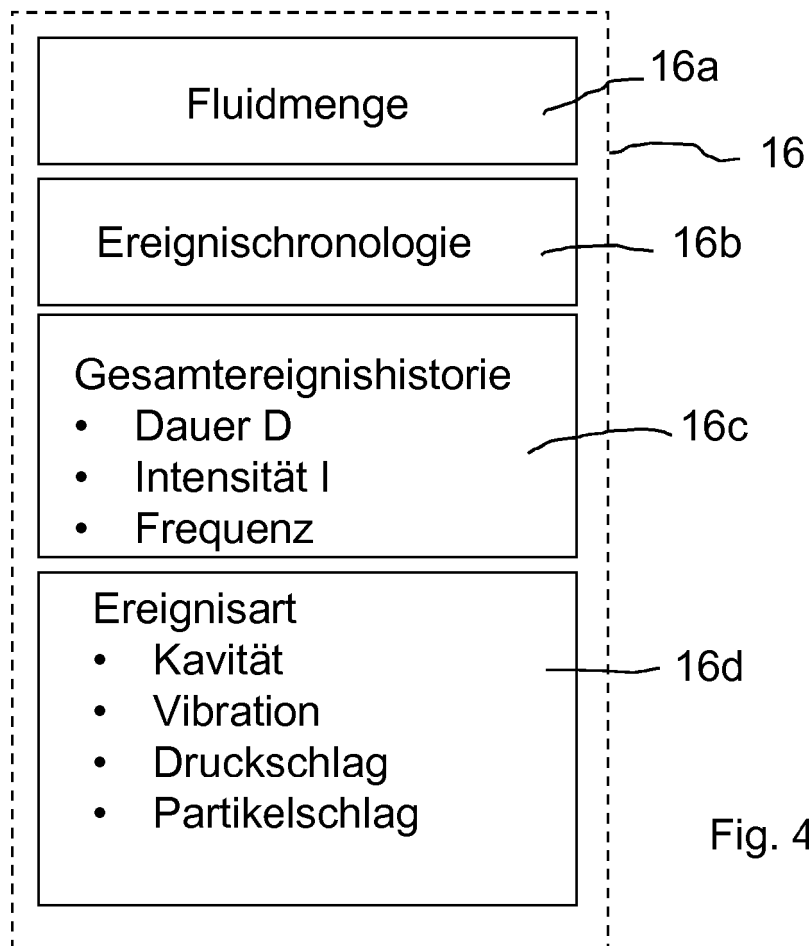 Fluidmenge
16a
16
Ereignischronologie
16b
Gesamtereignishistorie
• Dauer D
• Intensität I
• Frequenz
16c
Ereignisart
• Kavität
• Vibration
• Druckschlag
• Partikelschlag
16d
Fig. 4